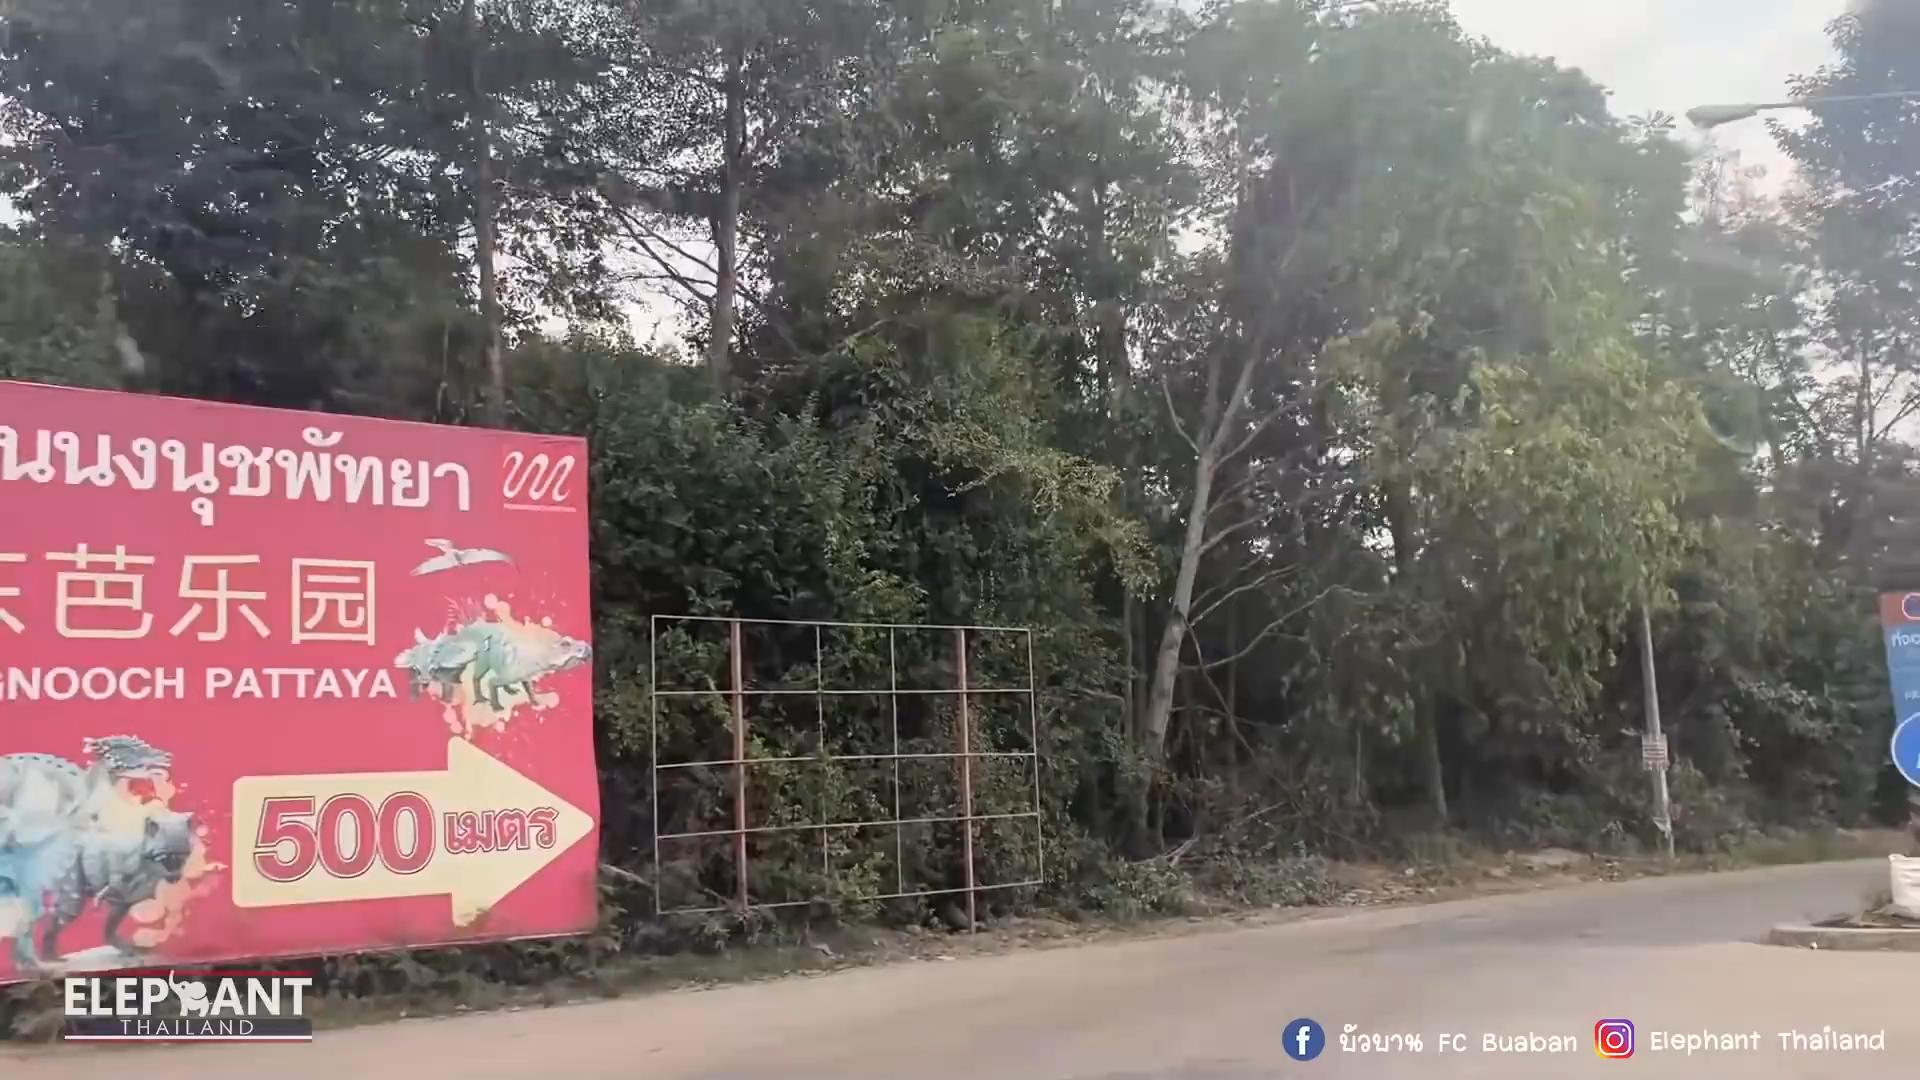 นนงนุชพัทยา
芭乐园
GNOOCH PATTAYA
500 เมตร
ELEPHANT
THAILAND
บัวบาน FC Buaban
Elephant Thailand